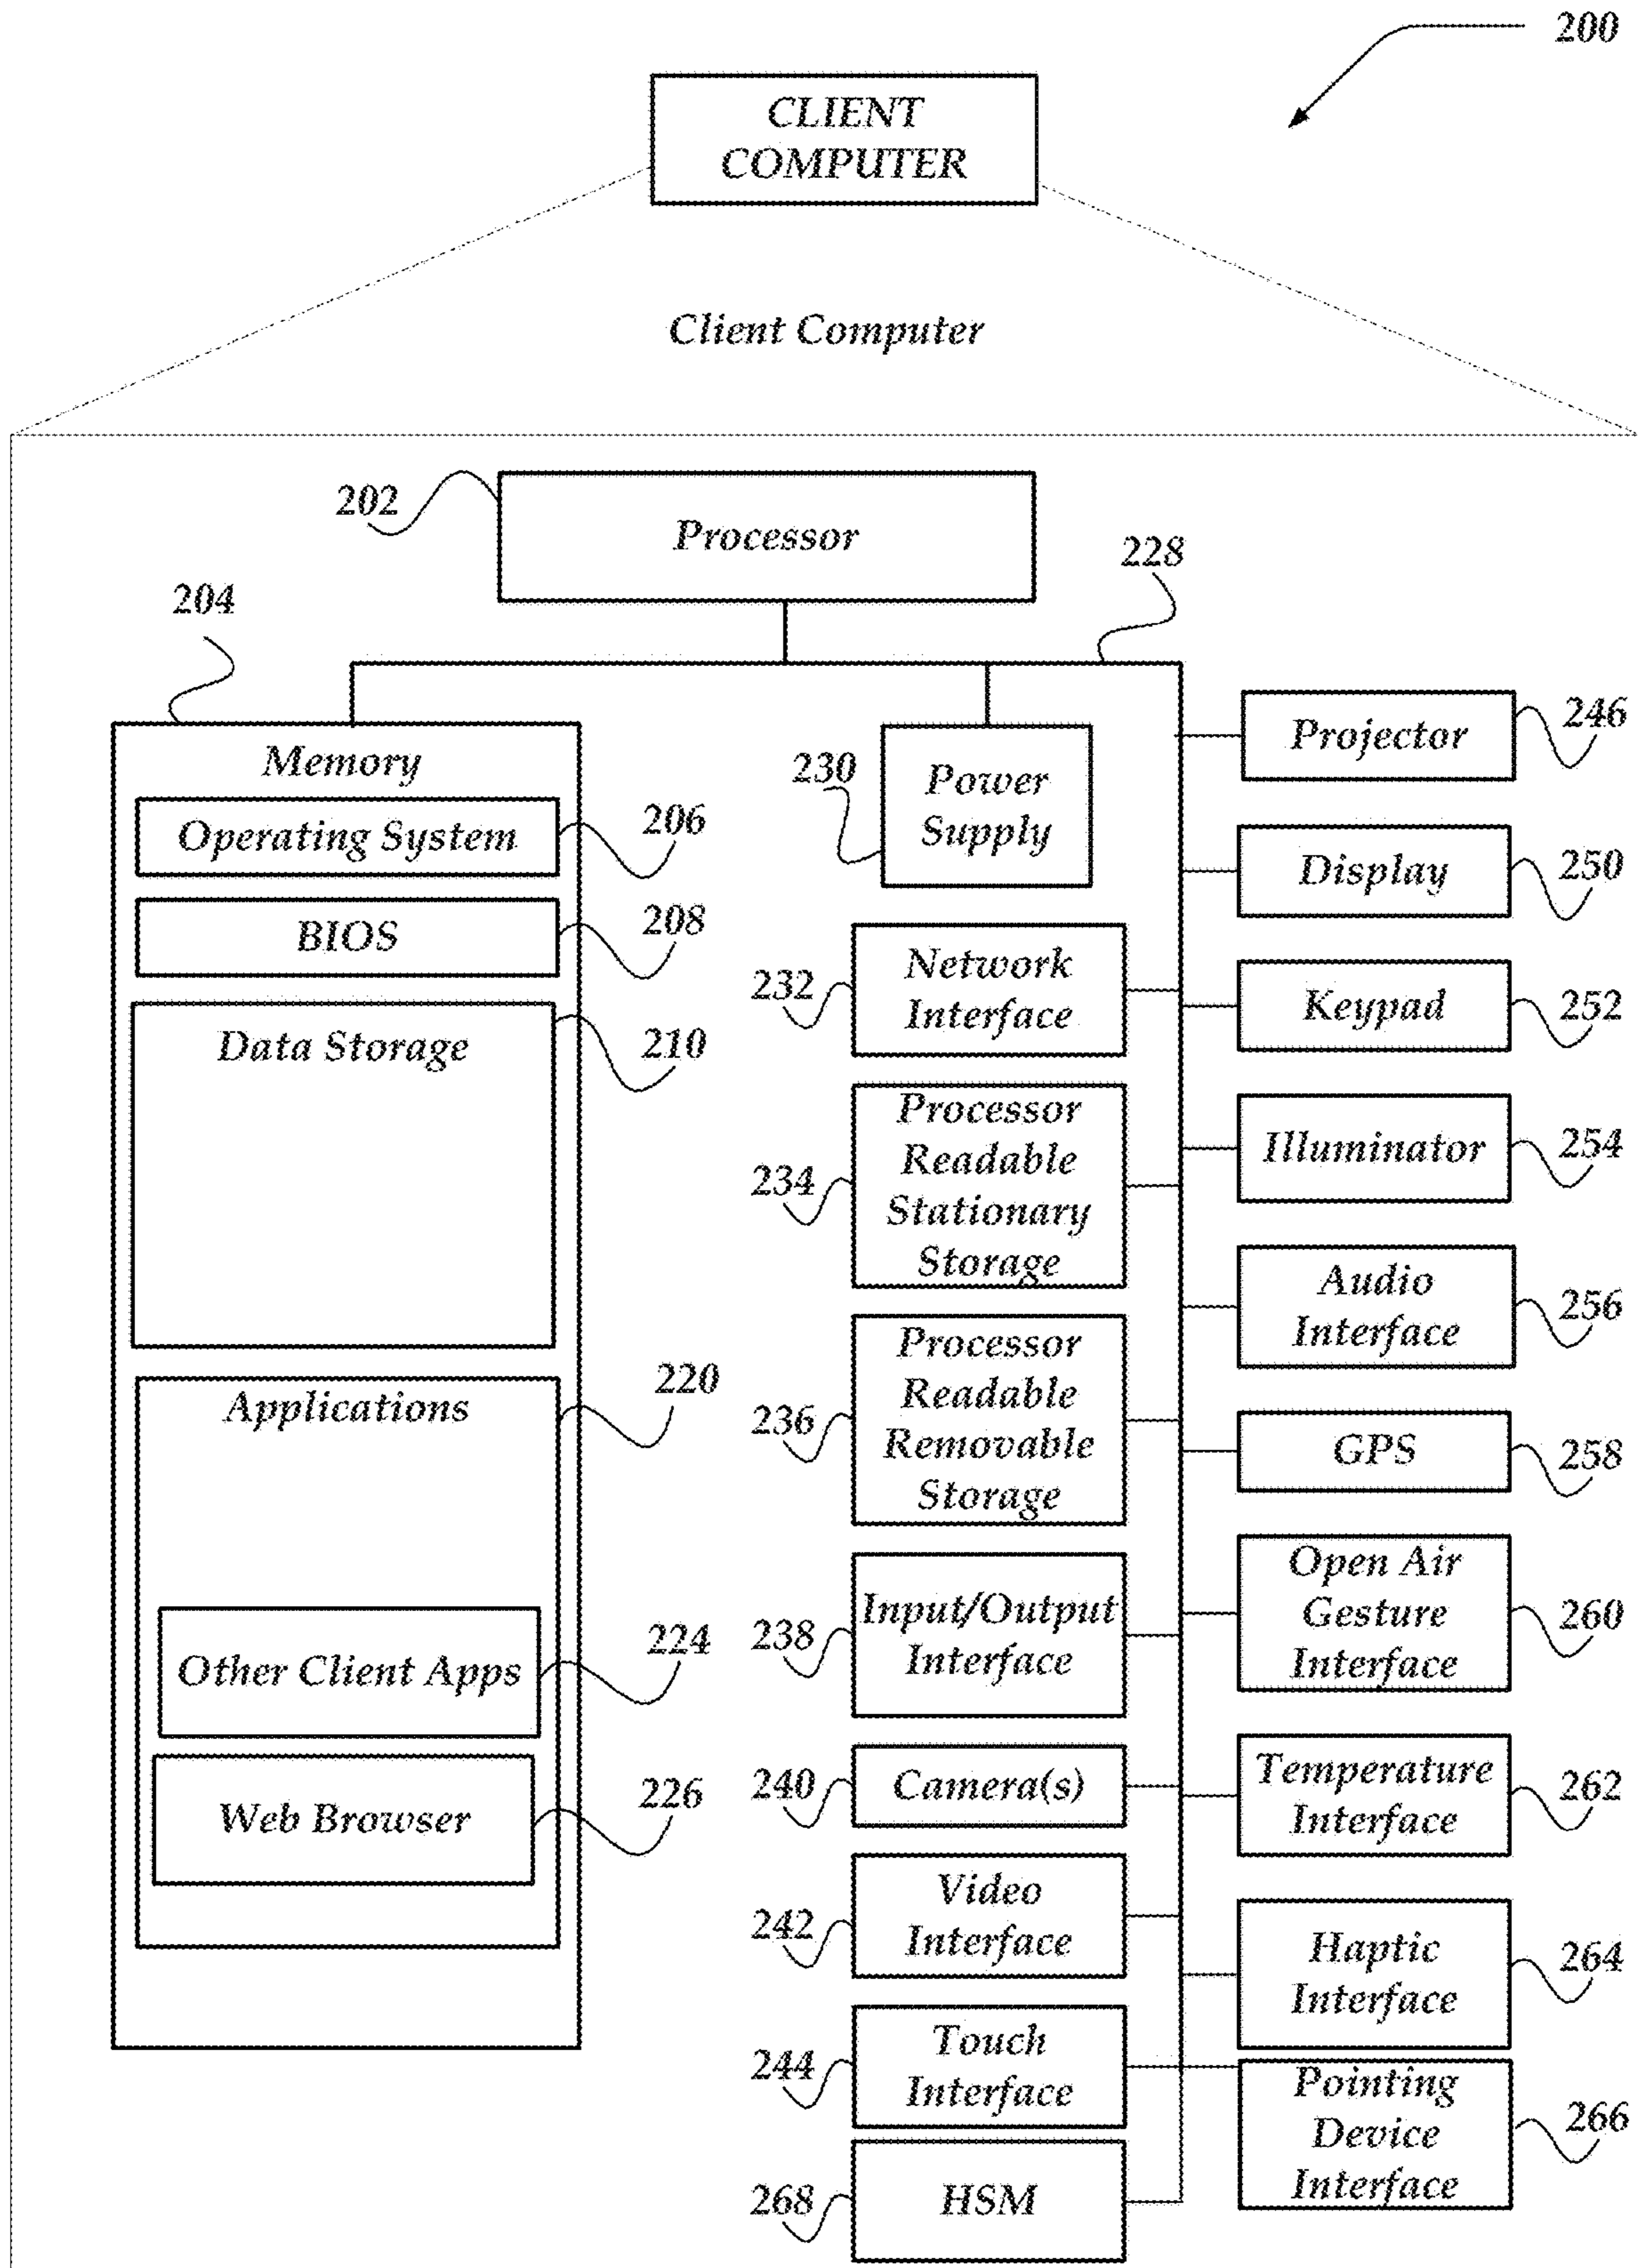 200
CLIENT
COMPUTER
Client Computer
202
Processor
228
204
Memory
Operating System
206
BIOS
208
Data Storage
210
Applications
220
Other Client Apps
224
Web Browser
226
230
Power
Supply
232
Network
Interface
234
Processor
Readable
Stationary
Storage
236
Processor
Readable
Removable
Storage
238
Input/Output
Interface
240
Camera(s)
242
Video
Interface
244
Touch
Interface
268
HSM
Projector
246
Display
250
Keypad
252
Illuminator
254
Audio
Interface
256
GPS
258
Open Air
Gesture
Interface
260
Temperature
Interface
262
Haptic
Interface
264
Pointing
Device
Interface
266